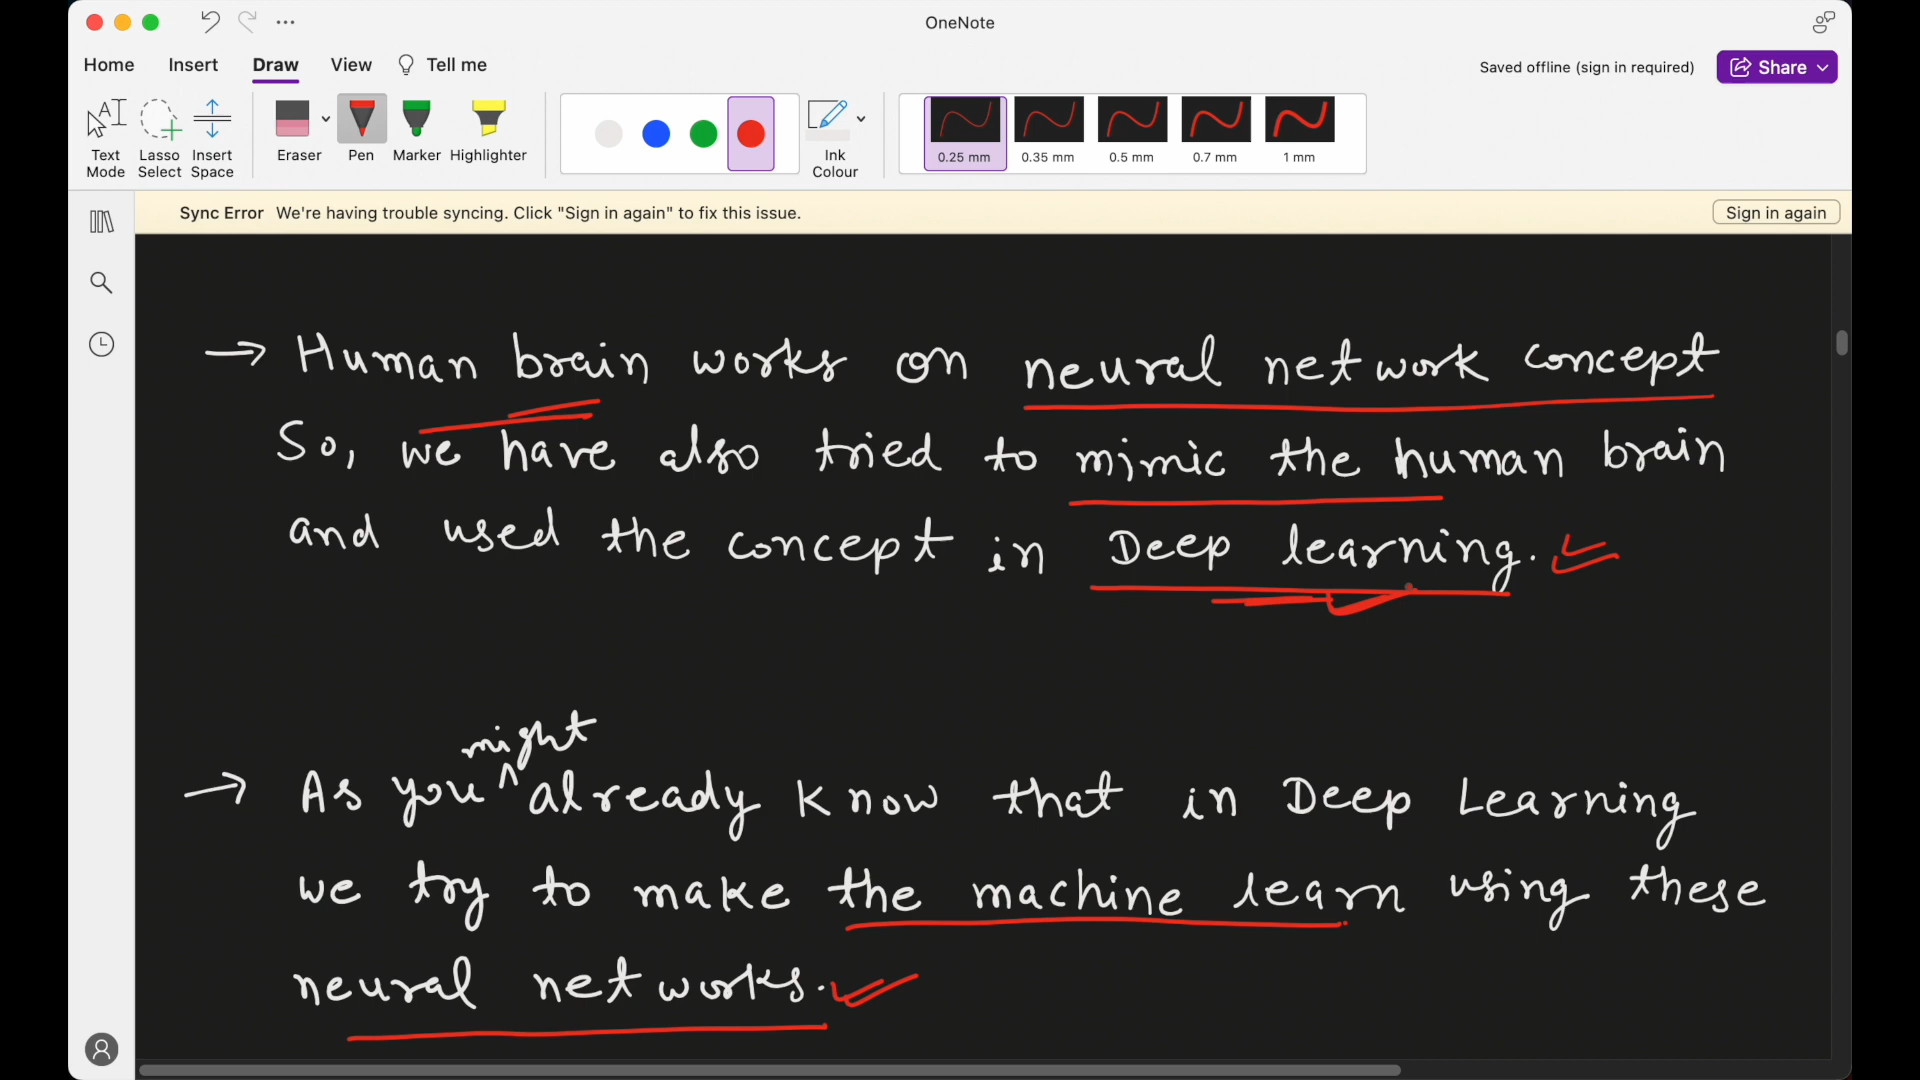 OneNote
Home Insert Draw View Tell me
Saved offline (sign in required) Share
Text Mode Lasso Select Insert Space Eraser Pen Marker Highlighter Ink Colour 0.25 mm 0.35 mm 0.5 mm 0.7 mm 1 mm
Sync Error We're having trouble syncing. Click "Sign in again" to fix this issue. Sign in again
→ Human brain works on neural network concept
So, we have also tried to mimic the human brain
and used the concept in Deep learning.
might
→ As you ^ already know that in Deep Learning
we try to make the machine learn using these
neural networks.